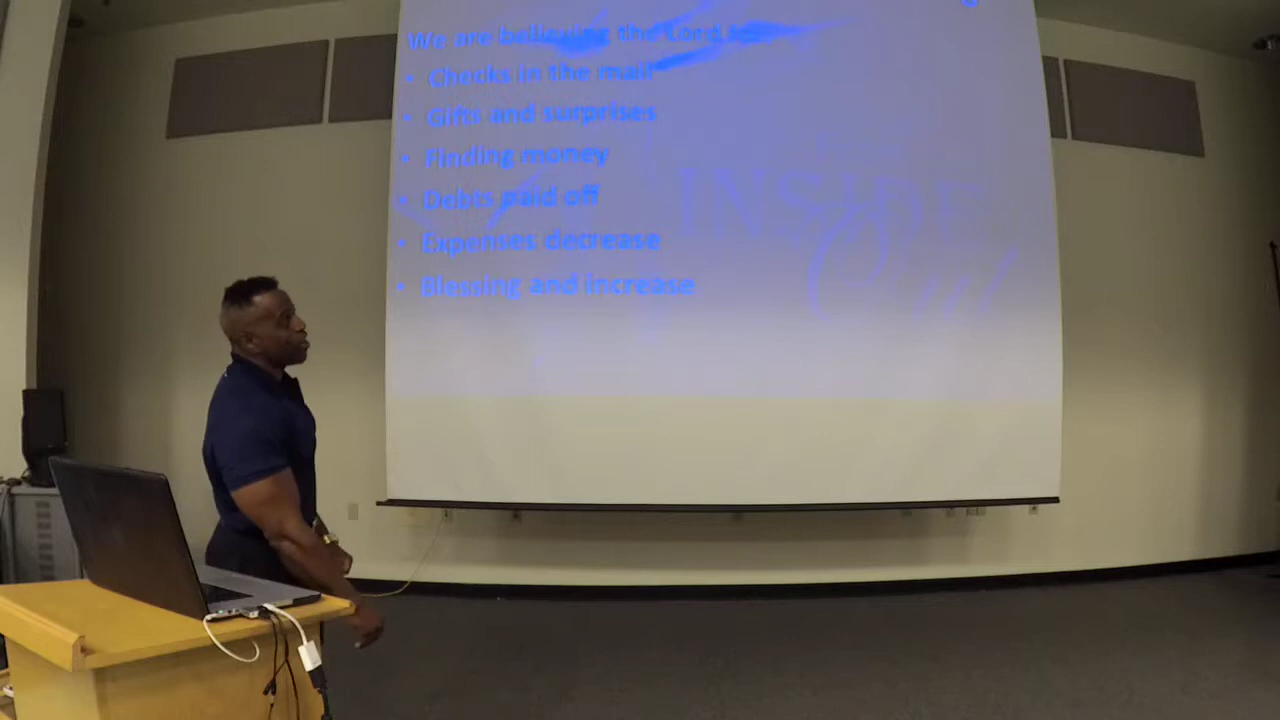 We are believing the Lord for
• Checks in the mail
• Gifts and surprises
• Finding money
• Debts paid off
• Expenses decrease
• Blessing and increase
INSIDE
Out